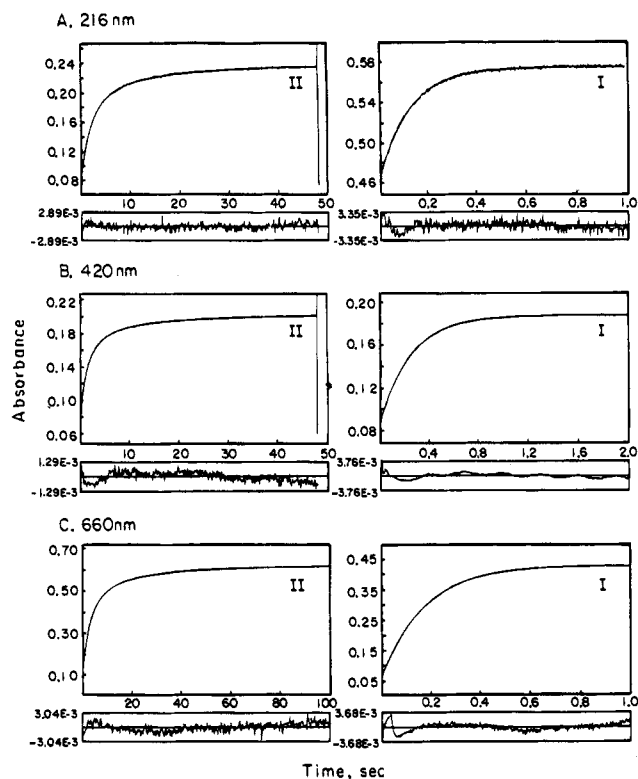 A, 216nm
0.24
0.20
0.16
0.12
0.08
II
10 20 30 40 50
2.89E-3
-2.89E-3
0.58
0.54
0.50
0.46
I
0.2 0.4 0.6 0.8 1.0
3.35E-3
-3.35E-3
B, 420nm
0.22
0.18
0.14
0.10
0.06
II
10 20 30 40 50
1.29E-3
-1.29E-3
0.20
0.16
0.12
0.08
I
0.4 0.8 1.2 1.6 2.0
3.76E-3
-3.76E-3
C, 660nm
0.70
0.50
0.30
0.10
II
20 40 60 80 100
3.04E-3
-3.04E-3
0.45
0.35
0.25
0.15
0.05
I
0.2 0.4 0.6 0.8 1.0
3.68E-3
-3.68E-3
Absorbance
Time, sec